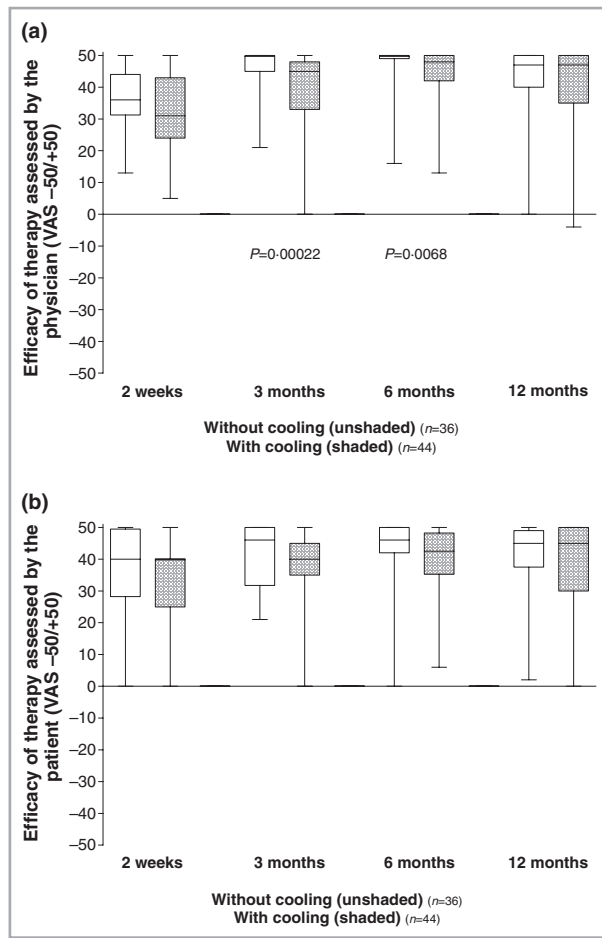 (a)
Efficacy of therapy assessed by the
physician (VAS –50/+50)
50
40
30
20
10
0
–10
–20
–30
–40
–50
P=0·00022 P=0·0068
2 weeks 3 months 6 months 12 months
Without cooling (unshaded) (n=36)
With cooling (shaded) (n=44)
(b)
Efficacy of therapy assessed by the
patient (VAS –50/+50)
50
40
30
20
10
0
–10
–20
–30
–40
–50
2 weeks 3 months 6 months 12 months
Without cooling (unshaded) (n=36)
With cooling (shaded) (n=44)